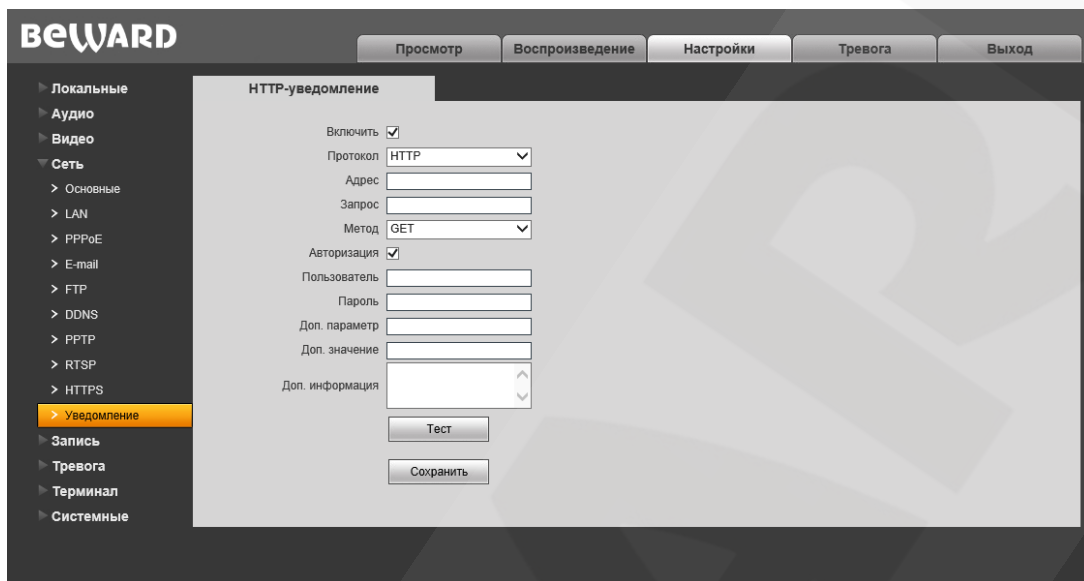 BEWARD
Просмотр
Воспроизведение
Настройки
Тревога
Выход
Локальные
Аудио
Видео
Сеть
Основные
LAN
PPPoE
E-mail
FTP
DDNS
PPTP
RTSP
HTTPS
Уведомление
Запись
Тревога
Терминал
Системные
HTTP-уведомление
Включить
Протокол HTTP
Адрес
Запрос
Метод GET
Авторизация
Пользователь
Пароль
Доп. параметр
Доп. значение
Доп. информация
Тест
Сохранить